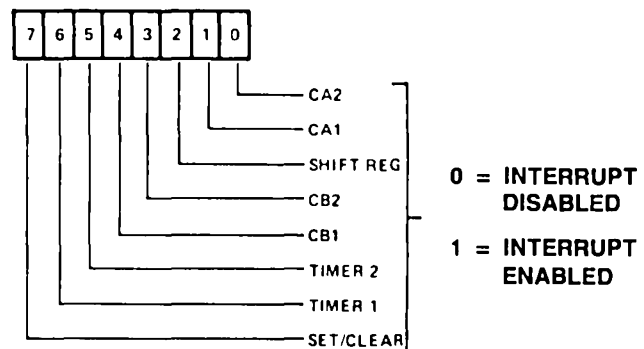 7 6 5 4 3 2 1 0
CA2
CA1
SHIFT REG
CB2
CB1
TIMER 2
TIMER 1
SET/CLEAR
0 = INTERRUPT
DISABLED
1 = INTERRUPT
ENABLED